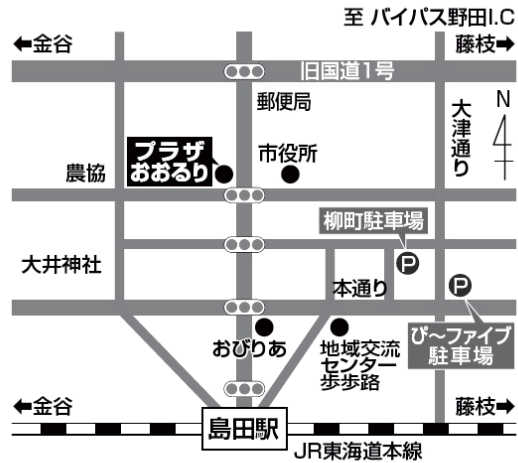 至 バイパス野田I.C
←金谷
藤枝→
旧国道1号
郵便局
大津通り
N
プラザ
おおるり
市役所
農協
柳町駐車場
P
大井神社
本通り
P
おびりあ
地域交流
センター
歩歩路
ぴ～ファイブ
駐車場
←金谷
藤枝→
島田駅
JR東海道本線